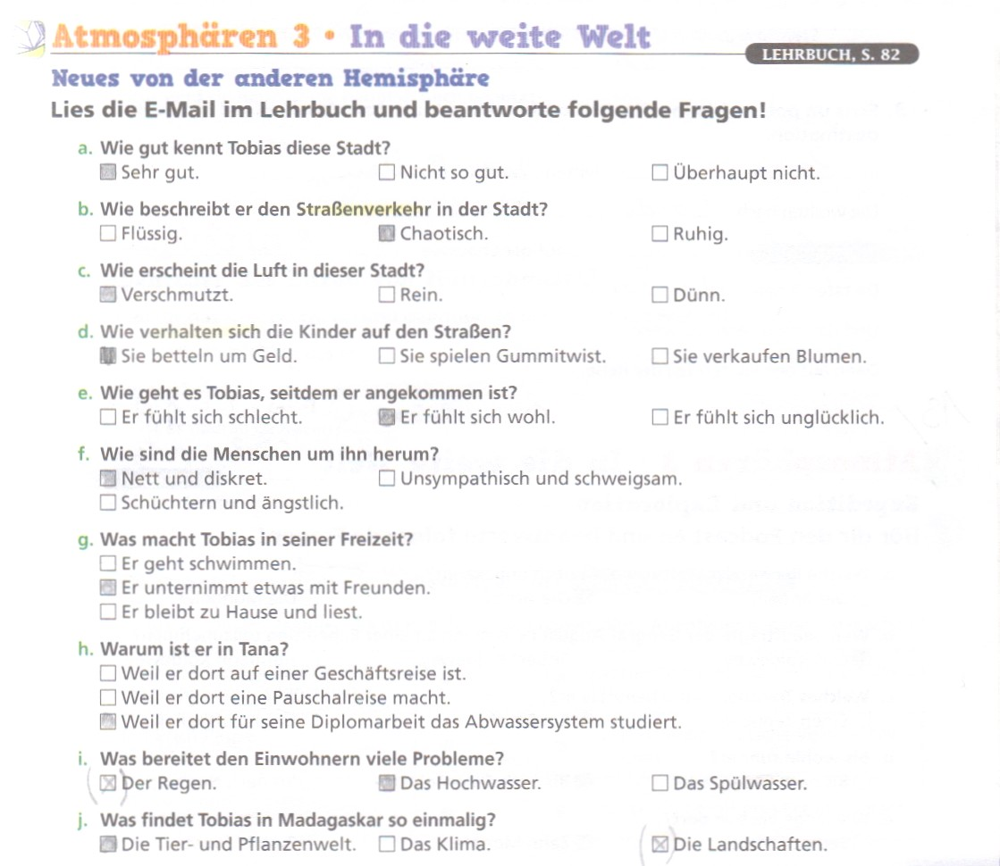 Atmosphären 3 • In die weite Welt
LEHRBUCH, S. 82
Neues von der anderen Hemisphäre
Lies die E-Mail im Lehrbuch und beantworte folgende Fragen!
a. Wie gut kennt Tobias diese Stadt?
Sehr gut. Nicht so gut. Überhaupt nicht.
b. Wie beschreibt er den Straßenverkehr in der Stadt?
Flüssig. Chaotisch. Ruhig.
c. Wie erscheint die Luft in dieser Stadt?
Verschmutzt. Rein. Dünn.
d. Wie verhalten sich die Kinder auf den Straßen?
Sie betteln um Geld. Sie spielen Gummitwist. Sie verkaufen Blumen.
e. Wie geht es Tobias, seitdem er angekommen ist?
Er fühlt sich schlecht. Er fühlt sich wohl. Er fühlt sich unglücklich.
f. Wie sind die Menschen um ihn herum?
Nett und diskret. Unsympathisch und schweigsam.
Schüchtern und ängstlich.
g. Was macht Tobias in seiner Freizeit?
Er geht schwimmen.
Er unternimmt etwas mit Freunden.
Er bleibt zu Hause und liest.
h. Warum ist er in Tana?
Weil er dort auf einer Geschäftsreise ist.
Weil er dort eine Pauschalreise macht.
Weil er dort für seine Diplomarbeit das Abwassersystem studiert.
i. Was bereitet den Einwohnern viele Probleme?
Der Regen. Das Hochwasser. Das Spülwasser.
j. Was findet Tobias in Madagaskar so einmalig?
Die Tier- und Pflanzenwelt. Das Klima. Die Landschaften.